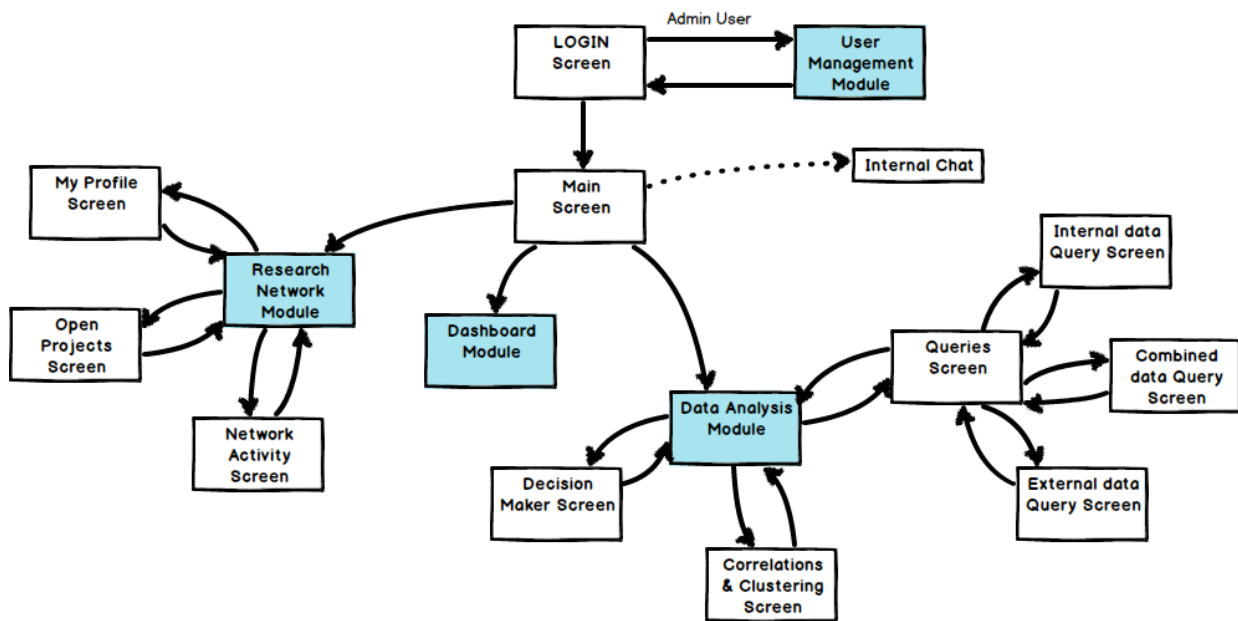 Admin User
LOGIN
Screen
User
Management
Module
My Profile
Screen
Main
Screen
Internal Chat
Internal data
Query Screen
Research
Network
Module
Open
Projects
Screen
Dashboard
Module
Queries
Screen
Combined
data Query
Screen
Network
Activity
Screen
Data Analysis
Module
Decision
Maker Screen
External data
Query Screen
Correlations
& Clustering
Screen